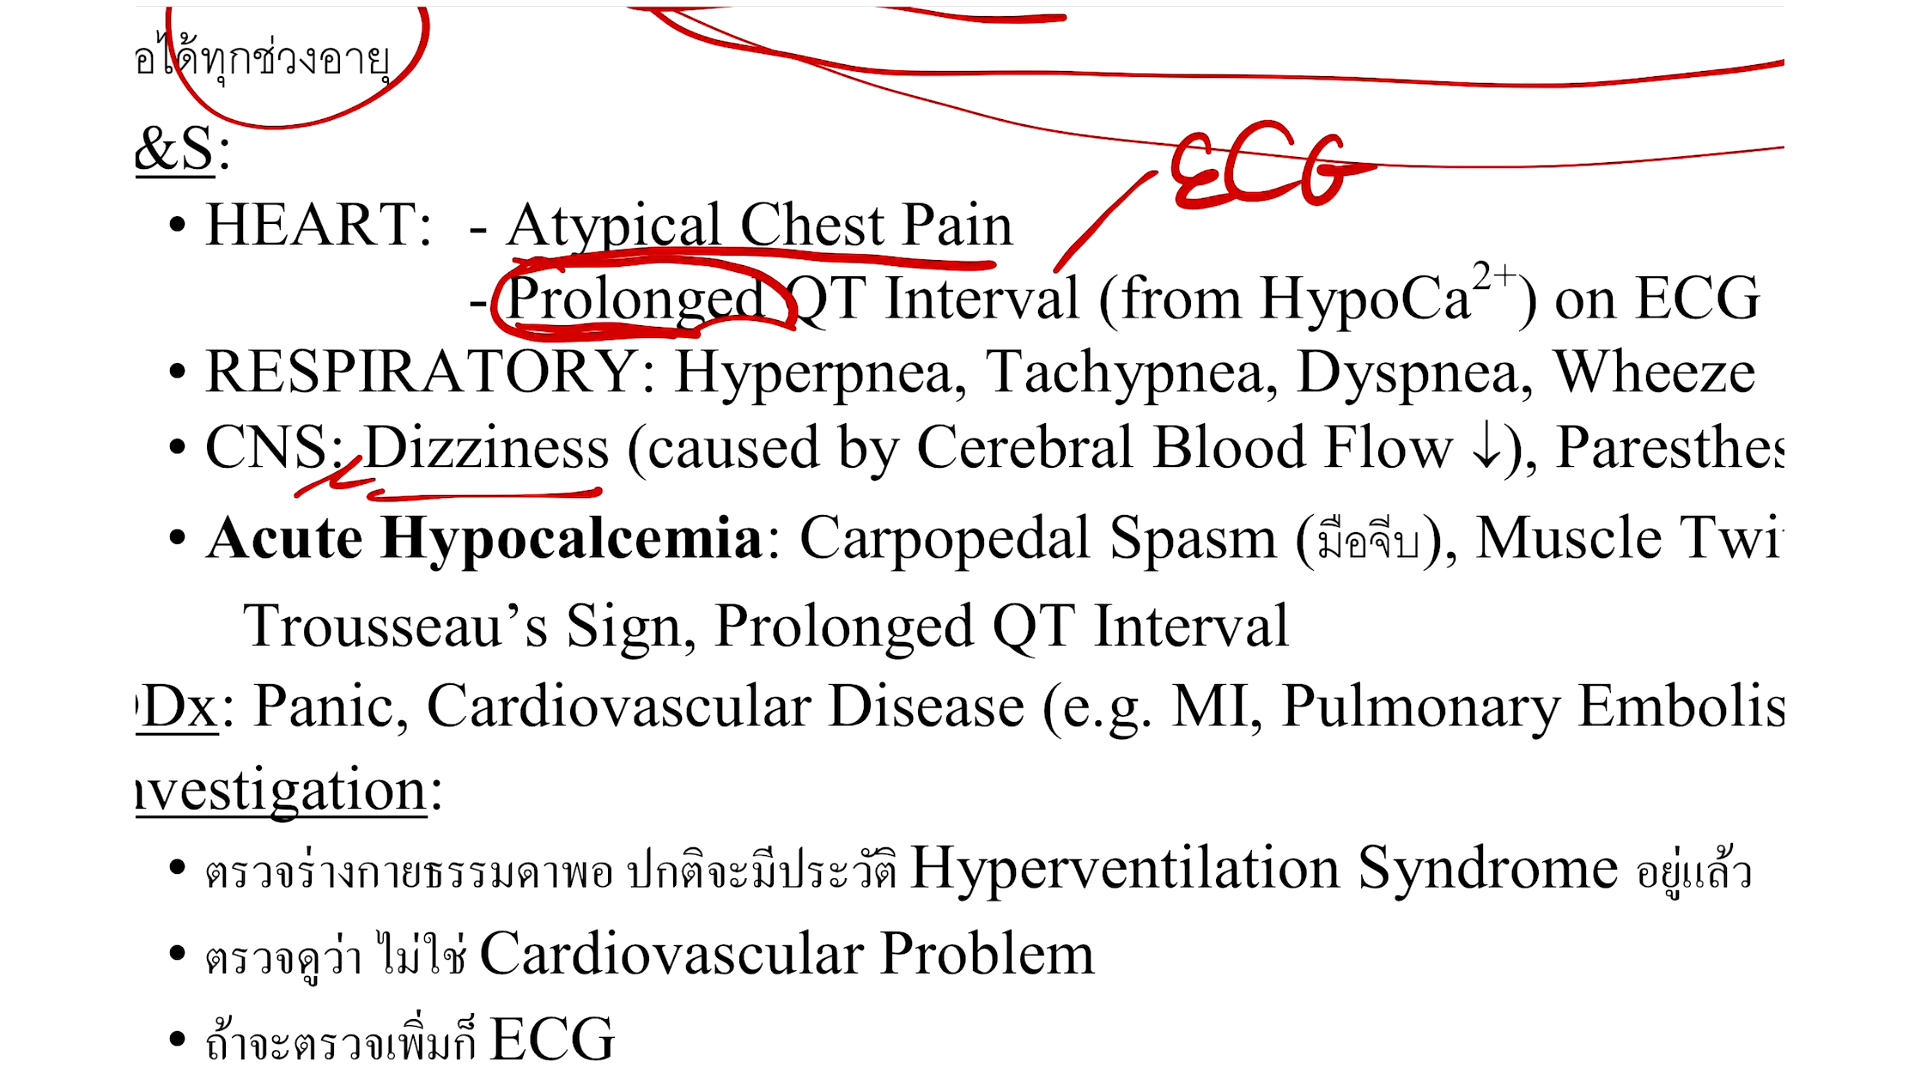 อได้ทุกช่วงอายุ
&S:
ECG
• HEART: - Atypical Chest Pain
- Prolonged QT Interval (from HypoCa2+) on ECG
• RESPIRATORY: Hyperpnea, Tachypnea, Dyspnea, Wheeze
• CNS: Dizziness (caused by Cerebral Blood Flow ↓), Paresthes
• Acute Hypocalcemia: Carpopedal Spasm (มือจีบ), Muscle Twi
Trousseau’s Sign, Prolonged QT Interval
DDx: Panic, Cardiovascular Disease (e.g. MI, Pulmonary Embolis
nvestigation:
• ตรวจร่างกายธรรมดาพอ ปกติจะมีประวัติ Hyperventilation Syndrome อยู่แล้ว
• ตรวจดูว่า ไม่ใช่ Cardiovascular Problem
• ถ้าจะตรวจเพิ่มก็ ECG